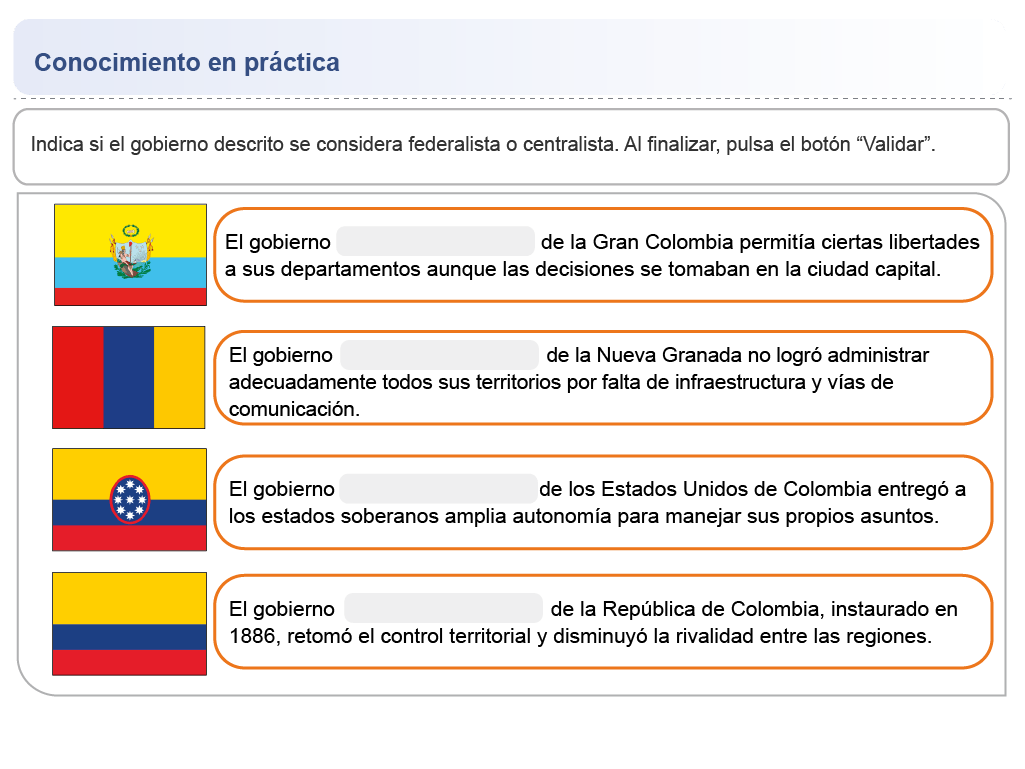 Conocimiento en práctica
Indica si el gobierno descrito se considera federalista o centralista. Al finalizar, pulsa el botón “Validar”.
El gobierno de la Gran Colombia permitía ciertas libertades
a sus departamentos aunque las decisiones se tomaban en la ciudad capital.
El gobierno de la Nueva Granada no logró administrar
adecuadamente todos sus territorios por falta de infraestructura y vías de
comunicación.
El gobierno de los Estados Unidos de Colombia entregó a
los estados soberanos amplia autonomía para manejar sus propios asuntos.
El gobierno de la República de Colombia, instaurado en
1886, retomó el control territorial y disminuyó la rivalidad entre las regiones.